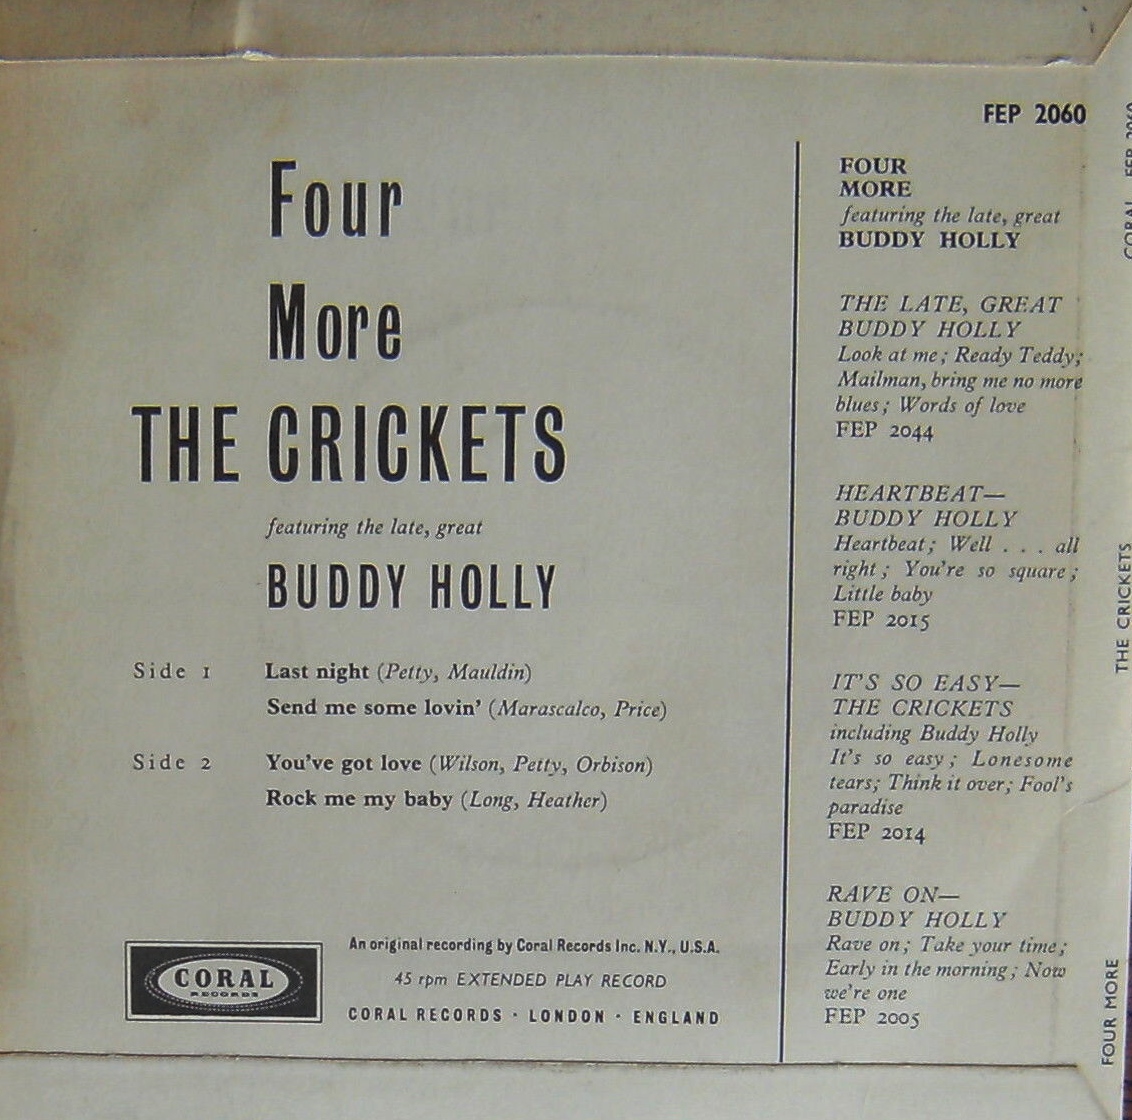 FEP 2060
Four
More
THE CRICKETS
featuring the late, great
BUDDY HOLLY
Side 1 Last night (Petty, Mauldin)
Send me some lovin' (Marascalco, Price)
Side 2 You've got love (Wilson, Petty, Orbison)
Rock me my baby (Long, Heather)
CORAL
RECORDS
An original recording by Coral Records Inc. N.Y., U.S.A.
45 rpm EXTENDED PLAY RECORD
CORAL RECORDS · LONDON · ENGLAND
FOUR
MORE
featuring the late, great
BUDDY HOLLY
THE LATE, GREAT
BUDDY HOLLY
Look at me; Ready Teddy;
Mailman, bring me no more
blues; Words of love
FEP 2044
HEARTBEAT—
BUDDY HOLLY
Heartbeat; Well . . . all
right; You're so square;
Little baby
FEP 2015
IT'S SO EASY—
THE CRICKETS
including Buddy Holly
It's so easy; Lonesome
tears; Think it over; Fool's
paradise
FEP 2014
RAVE ON—
BUDDY HOLLY
Rave on; Take your time;
Early in the morning; Now
we're one
FEP 2005
FOUR MORE
THE CRICKETS
CORAL FEP 2060